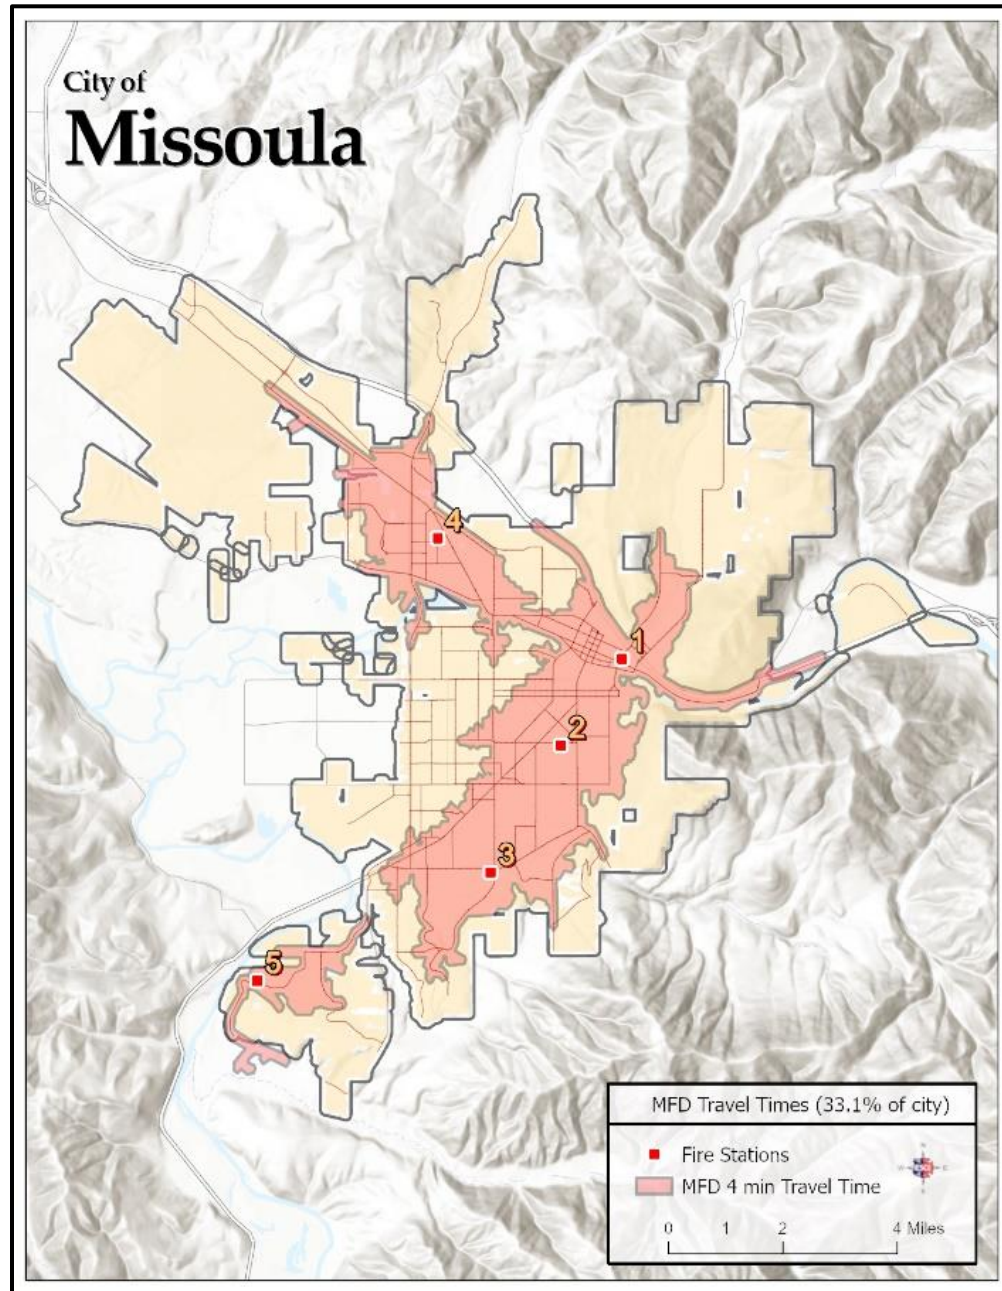 City of
Missoula
4
1
2
3
5
MFD Travel Times (33.1% of city)
Fire Stations
MFD 4 min Travel Time
0 1 2 4 Miles